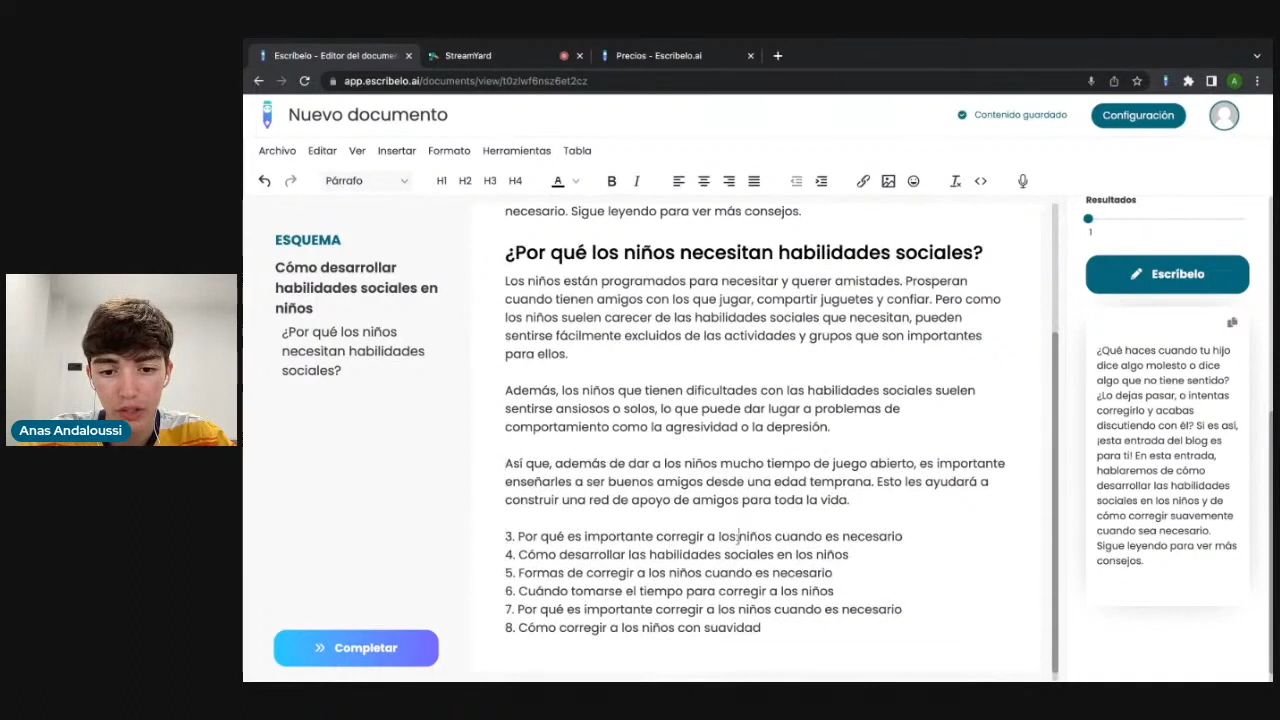 Escríbelo - Editor del docume
StreamYard
Precios - Escríbelo.ai
app.escribelo.ai/documents/view/t0zlwf6nsz6et2cz
A
Nuevo documento
Contenido guardado
Configuración
Archivo Editar Ver Insertar Formato Herramientas Tabla
Párrafo H1 H2 H3 H4 A B I
ESQUEMA
Cómo desarrollar
habilidades sociales en
niños
¿Por qué los niños
necesitan habilidades
sociales?
Completar
necesario. Sigue leyendo para ver más consejos.
¿Por qué los niños necesitan habilidades sociales?
Los niños están programados para necesitar y querer amistades. Prosperan
cuando tienen amigos con los que jugar, compartir juguetes y confiar. Pero como
los niños suelen carecer de las habilidades sociales que necesitan, pueden
sentirse fácilmente excluidos de las actividades y grupos que son importantes
para ellos.
Además, los niños que tienen dificultades con las habilidades sociales suelen
sentirse ansiosos o solos, lo que puede dar lugar a problemas de
comportamiento como la agresividad o la depresión.
Así que, además de dar a los niños mucho tiempo de juego abierto, es importante
enseñarles a ser buenos amigos desde una edad temprana. Esto les ayudará a
construir una red de apoyo de amigos para toda la vida.
3. Por qué es importante corregir a los niños cuando es necesario
4. Cómo desarrollar las habilidades sociales en los niños
5. Formas de corregir a los niños cuando es necesario
6. Cuándo tomarse el tiempo para corregir a los niños
7. Por qué es importante corregir a los niños cuando es necesario
8. Cómo corregir a los niños con suavidad
Resultados
1
Escríbelo
¿Qué haces cuando tu hijo
dice algo molesto o dice
algo que no tiene sentido?
¿Lo dejas pasar, o intentas
corregirlo y acabas
discutiendo con él? Si es así,
¡esta entrada del blog es
para ti! En esta entrada,
hablaremos de cómo
desarrollar las habilidades
sociales en los niños y de
cómo corregir suavemente
cuando sea necesario.
Sigue leyendo para ver más
consejos.
Anas Andaloussi